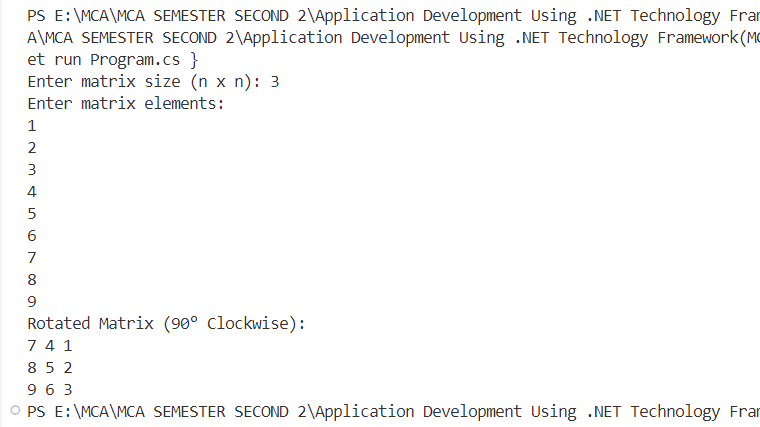 PS E:\MCA\MCA SEMESTER SECOND 2\Application Development Using .NET Technology
A\MCA SEMESTER SECOND 2\Application Development Using .NET Technology Framework(
et run Program.cs }
Enter matrix size (n x n): 3
Enter matrix elements:
1
2
3
4
5
6
7
8
9
Rotated Matrix (90° Clockwise):
7 4 1
8 5 2
9 6 3
PS E:\MCA\MCA SEMESTER SECOND 2\Application Development Using .NET Technology